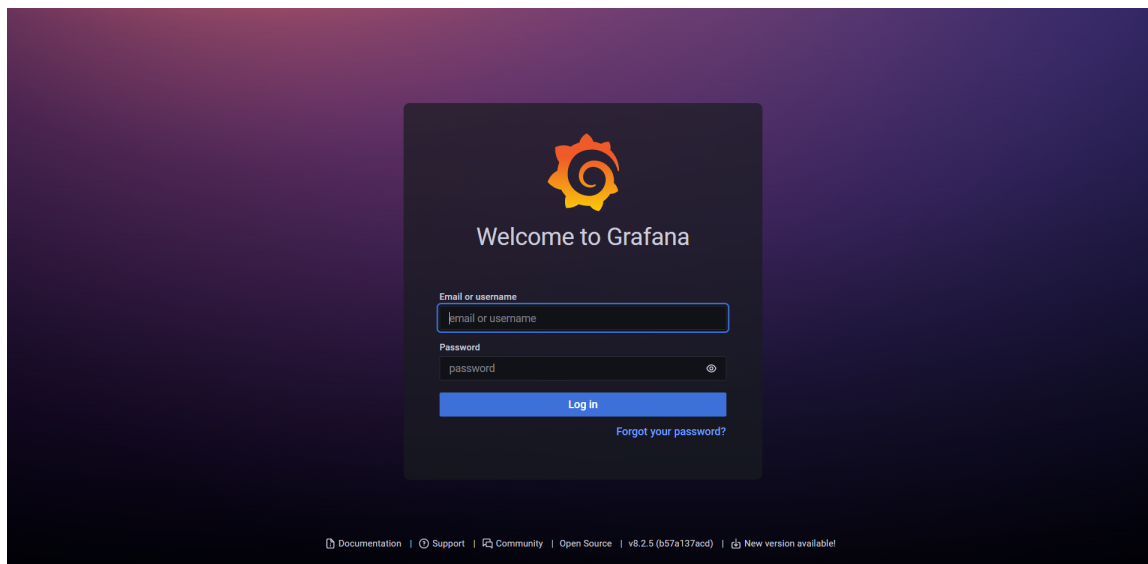 Welcome to Grafana
Email or username
email or username
Password
password
Log in
Forgot your password?
Documentation | Support | Community | Open Source | v8.2.5 (b57a137acd) | New version available!